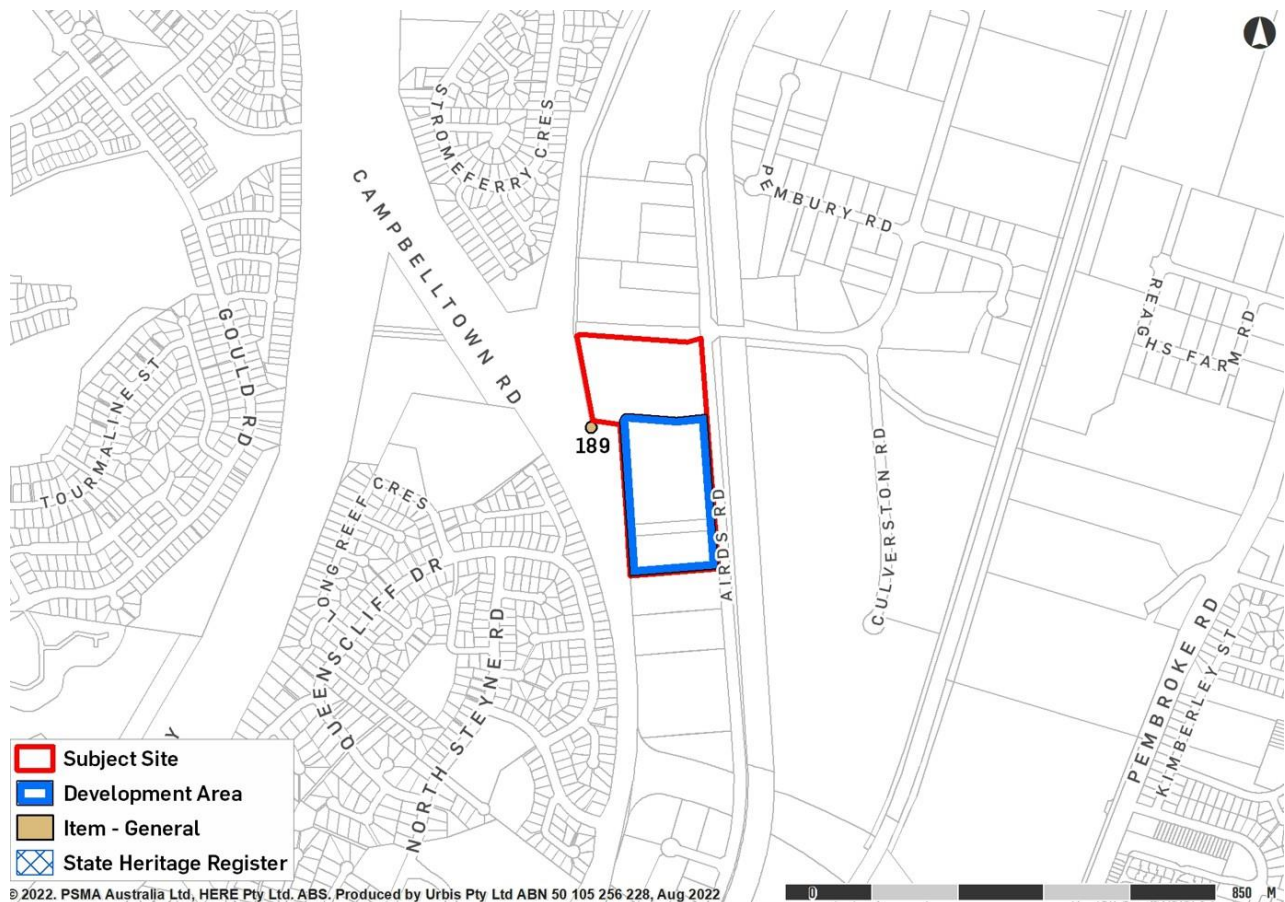 STROMEFERRY CRES
PEMBURY RD
CAMPBELLTOWN RD
GOULD RD
REAGHS FARM RD
TOURMALINE ST
189
LONG REEF CRES
AIRDS RD
CULVERSTON RD
QUEENSCLIFF DR
NORTH STEYNE RD
PEMBROKE RD
KIMBERLEY ST
Y
Subject Site
Development Area
Item - General
State Heritage Register
© 2022. PSMA Australia Ltd, HERE Pty Ltd. ABS. Produced by Urbis Pty Ltd ABN 50 105 256 228, Aug 2022
0 850 M